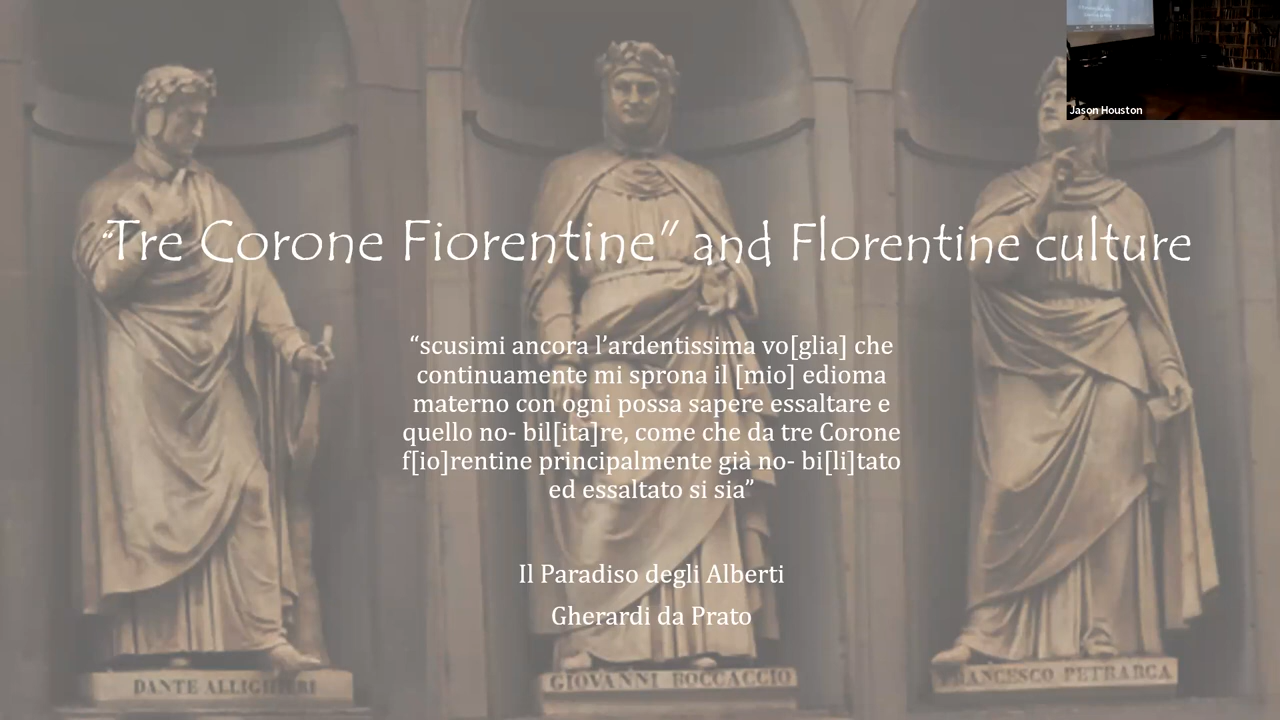 Jason Houston
“Tre Corone Fiorentine” and Florentine culture
“scusimi ancora l’ardentissima vo[glia] che
continuamente mi sprona il [mio] edioma
materno con ogni possa sapere essaltare e
quello no- bil[ita]re, come che da tre Corone
f[io]rentine principalmente già no- bi[li]tato
ed essaltato si sia”
Il Paradiso degli Alberti
Gherardi da Prato
DANTE ALLIGHIERI
GIOVANNI BOCCACCIO
FRANCESCO PETRARCA